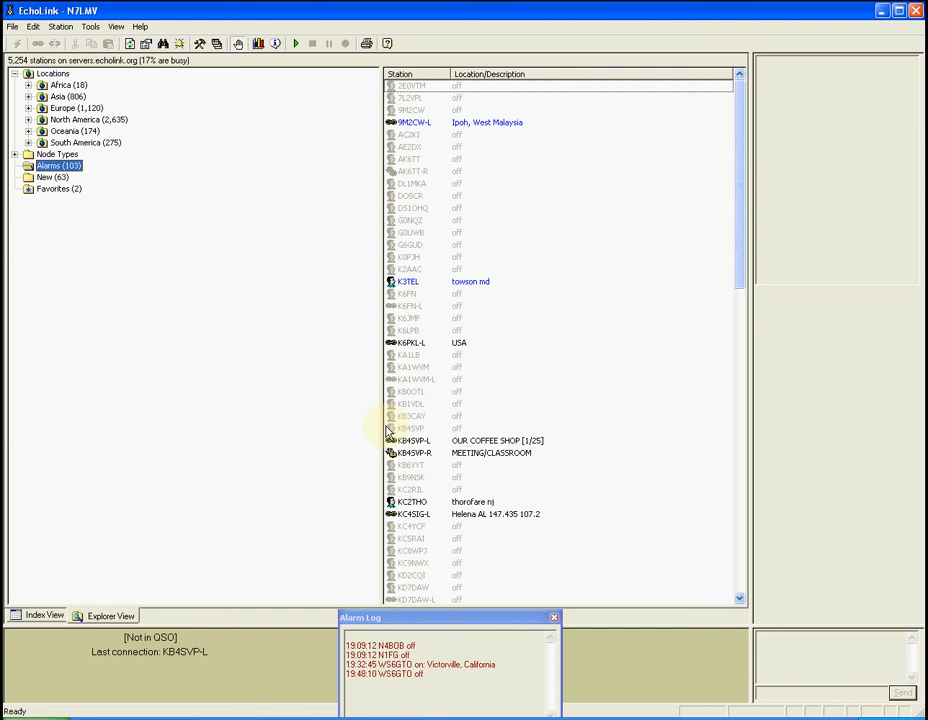 EchoLink - N7LMV
File Edit Station Tools View Help
5,254 stations on servers.echolink.org (17% are busy)
Locations
Africa (18)
Asia (806)
Europe (1,120)
North America (2,635)
Oceania (174)
South America (275)
Node Types
Alarms (103)
New (63)
Favorites (2)
Station Location/Description
2E0VTM off
7L2VPL off
9M2CW off
9M2CW-L Ipoh, West Malaysia
AC2KI off
AE2DX off
AK6TT off
AK6TT-R off
DL1MKA off
DO5CR off
DS1OHQ off
G0NQZ off
G0UWB off
G6GUD off
K0PJH off
K2AAC off
K3TEL towson md
K6FN off
K6FN-L off
K6JMF off
K6LPB off
K6PKL-L USA
KA1LB off
KA1WVM off
KA1WVM-L off
KB0OTL off
KB1VDL off
KB3CAY off
KB4SVP off
KB4SVP-L OUR COFFEE SHOP [1/25]
KB4SVP-R MEETING/CLASSROOM
KB6YYT off
KB9NSK off
KC2RIL off
KC2THO thorofare nj
KC4SIG-L Helena AL 147.435 107.2
KC4YCF off
KC5RAI off
KC8WPJ off
KC9NWX off
KD2CQI off
KD7DAW off
KD7DAW-L off
Index View Explorer View
[Not in QSO]
Last connection: KB4SVP-L
Alarm Log
19:09:12 N4BOB off
19:09:12 N1FG off
19:32:45 WS6GTO on: Victorville, California
19:48:10 WS6GTO off
Send
Ready